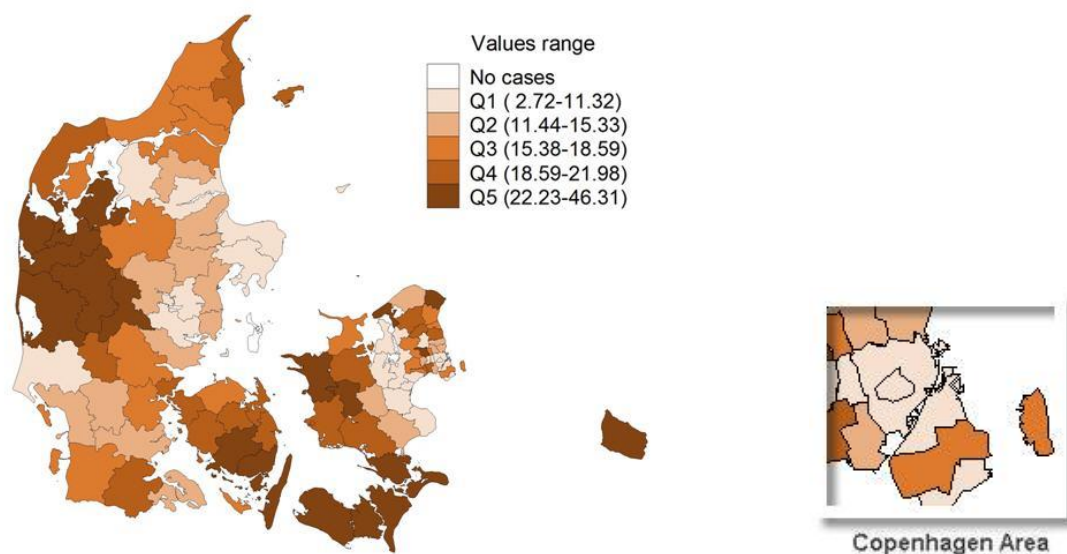 Values range
No cases
Q1 ( 2.72-11.32)
Q2 (11.44-15.33)
Q3 (15.38-18.59)
Q4 (18.59-21.98)
Q5 (22.23-46.31)
Copenhagen Area